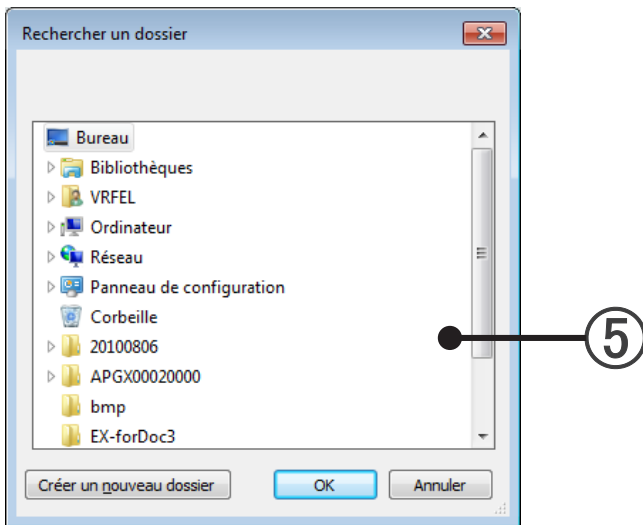 Rechercher un dossier
Bureau
Bibliothèques
VRFEL
Ordinateur
Réseau
Panneau de configuration
Corbeille
20100806
APGX00020000
bmp
EX-forDoc3
Créer un nouveau dossier
OK
Annuler
5